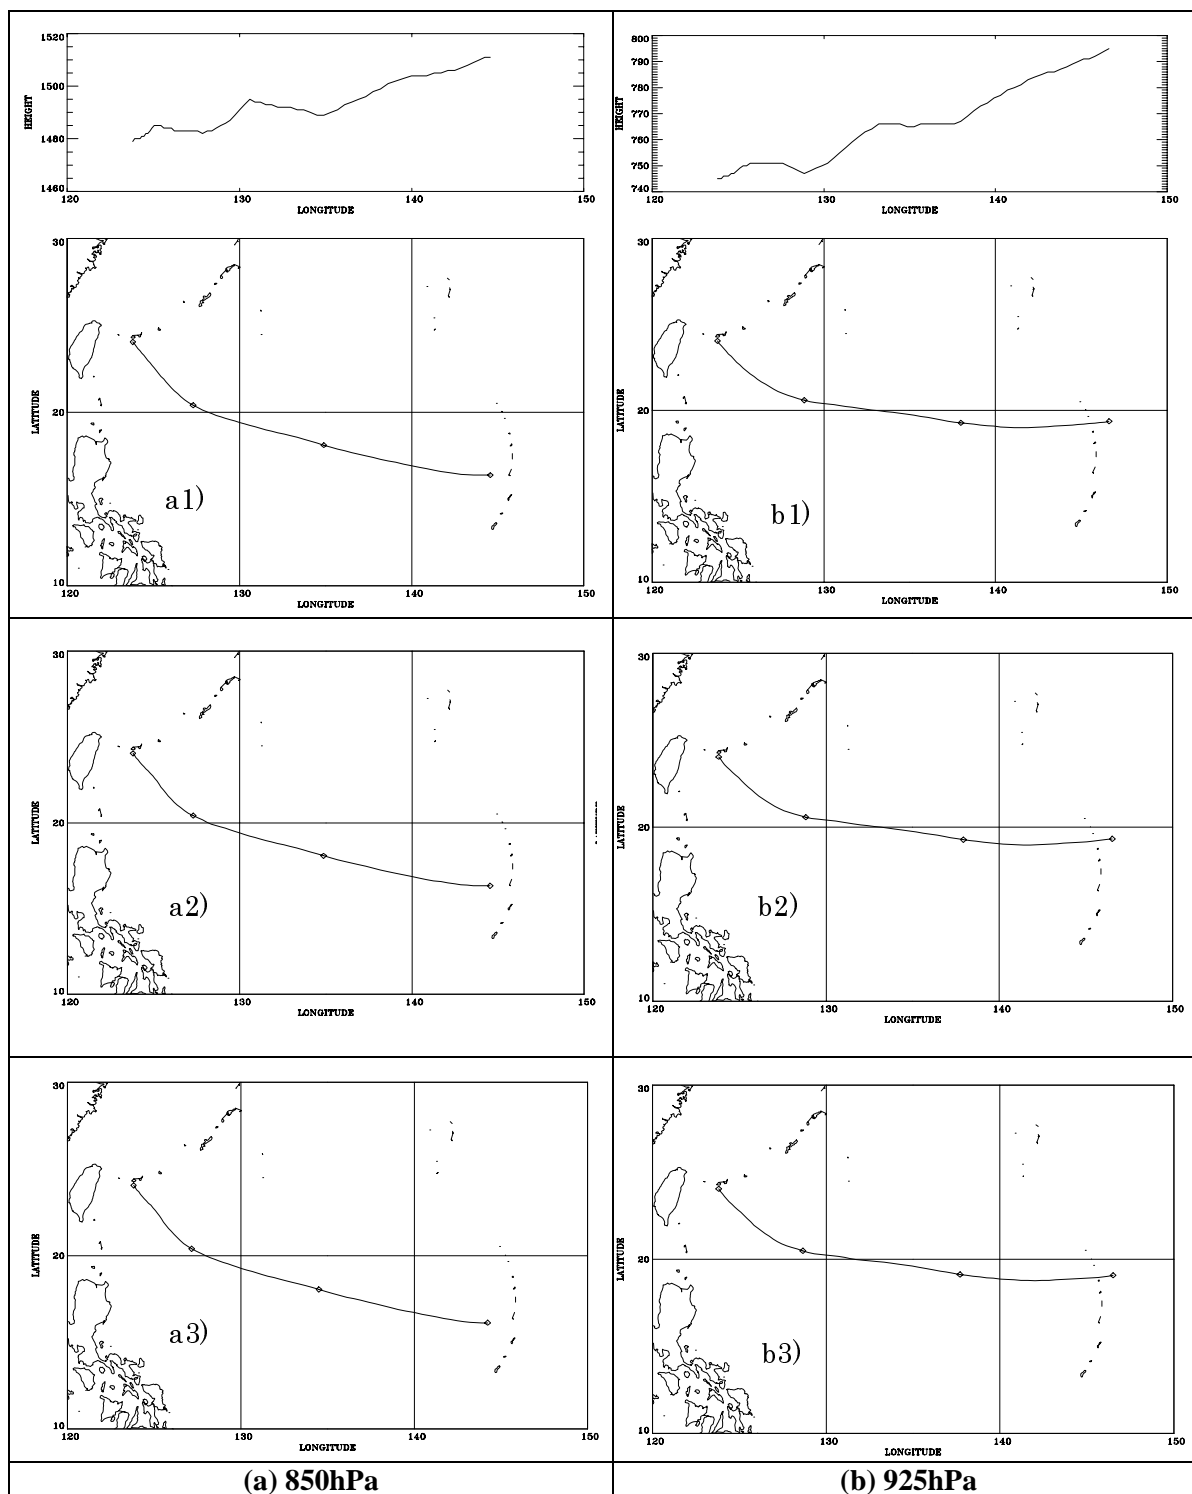 1520
1500
1480
1460
HEIGHT
120
130
140
150
LONGITUDE
30
20
10
LATITUDE
120
130
140
150
LONGITUDE
a1)
800
790
780
770
760
750
740
HEIGHT
120
130
140
150
LONGITUDE
30
20
10
LATITUDE
120
130
140
150
LONGITUDE
b1)
30
20
10
LATITUDE
120
130
140
150
LONGITUDE
a2)
30
20
10
LATITUDE
120
130
140
150
LONGITUDE
b2)
30
20
10
LATITUDE
120
130
140
150
LONGITUDE
a3)
30
20
10
LATITUDE
120
130
140
150
LONGITUDE
b3)
(a) 850hPa
(b) 925hPa